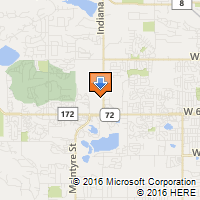 8
Indiana
W
172
72
W 6
McIntyre St
W
© 2016 Microsoft Corporation
© 2016 HERE